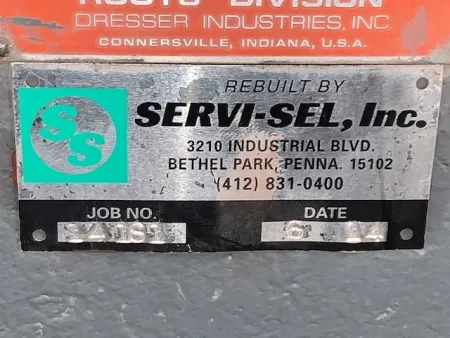 ROOTS DIVISION
DRESSER INDUSTRIES, INC.
CONNERSVILLE, INDIANA, U.S.A.
REBUILT BY
SS
SERVI-SEL, Inc.
3210 INDUSTRIAL BLVD.
BETHEL PARK, PENNA. 15102
(412) 831-0400
JOB NO.
DATE